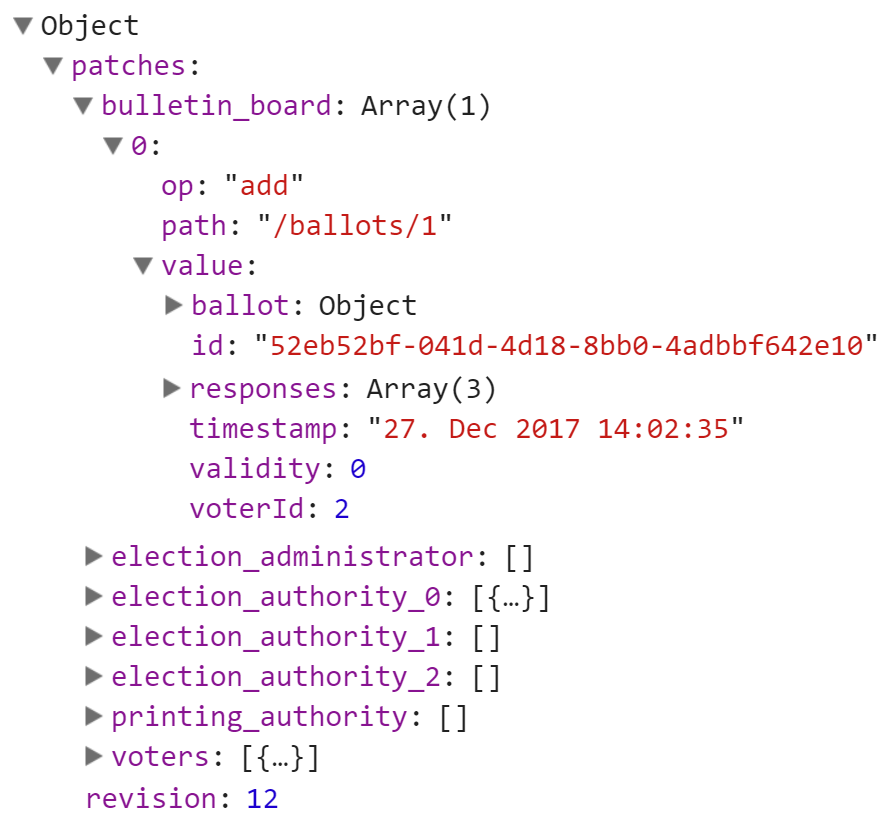 Object
patches:
bulletin_board: Array(1)
0:
op: "add"
path: "/ballots/1"
value:
ballot: Object
id: "52eb52bf-041d-4d18-8bb0-4adbbf642e10"
responses: Array(3)
timestamp: "27. Dec 2017 14:02:35"
validity: 0
voterId: 2
election_administrator: []
election_authority_0: [{…}]
election_authority_1: []
election_authority_2: []
printing_authority: []
voters: [{…}]
revision: 12